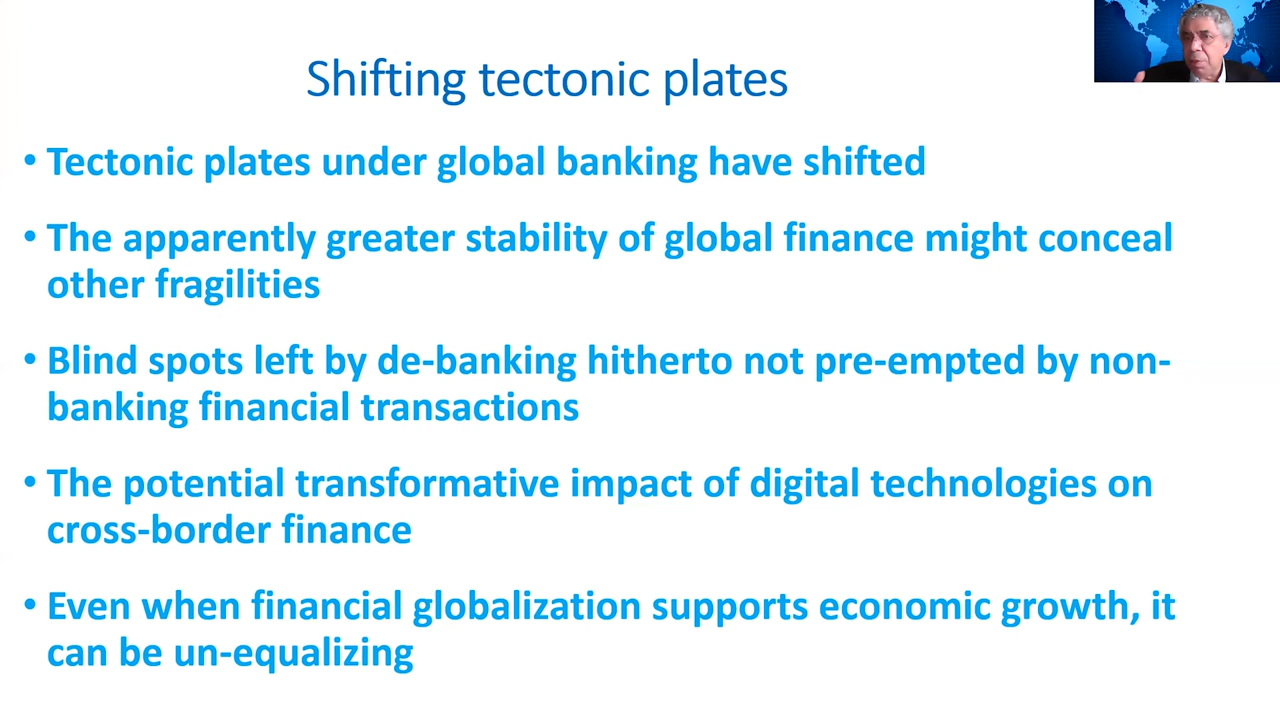 Shifting tectonic plates
• Tectonic plates under global banking have shifted
• The apparently greater stability of global finance might conceal
other fragilities
• Blind spots left by de-banking hitherto not pre-empted by non-
banking financial transactions
• The potential transformative impact of digital technologies on
cross-border finance
• Even when financial globalization supports economic growth, it
can be un-equalizing